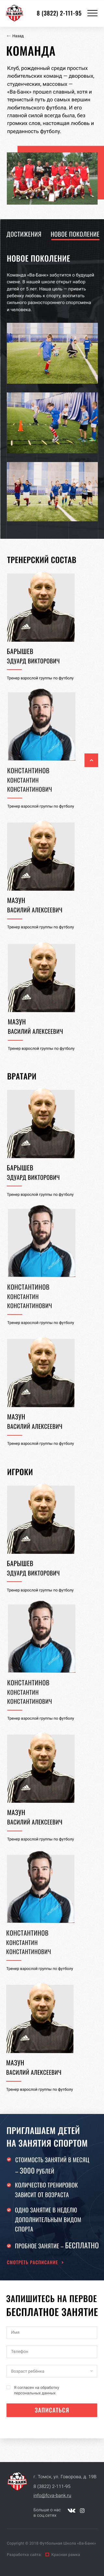 8 (3822) 2-111-95
← Назад
КОМАНДА
Клуб, рожденный среди простых
любительских команд — дворовых,
студенческих и массовых.
«Ва-Банк» прошел славный, хотя и
тернистый путь до самых вершин
любительского футбола. И его
главной силой всегда была, без
громких слов, настоящая любовь и
преданность футболу.
ДОСТИЖЕНИЯ НОВОЕ ПОКОЛЕНИЕ
НОВОЕ ПОКОЛЕНИЕ
Команда «Ва-Банк» заботится о будущей
смене. В нашей школе открыт набор
детей от 5 лет. Наша цель — привить
ребенку любовь к спорту, воспитать
сильного расносторонного спортсмена
и человека.
ТРЕНЕРСКИЙ СОСТАВ
БАРЫШЕВ
ЭДУАРД ВИКТОРОВИЧ
Тренер взрослой группы по футболу
КОНСТАНТИНОВ
КОНСТАНТИН
КОНСТАНТИНОВИЧ
Тренер взрослой группы по футболу
МАЗУН
ВАСИЛИЙ АЛЕКСЕЕВИЧ
Тренер взрослой группы по футболу
МАЗУН
ВАСИЛИЙ АЛЕКСЕЕВИЧ
Тренер взрослой группы по футболу
ВРАТАРИ
БАРЫШЕВ
ЭДУАРД ВИКТОРОВИЧ
Тренер взрослой группы по футболу
КОНСТАНТИНОВ
КОНСТАНТИН
КОНСТАНТИНОВИЧ
Тренер взрослой группы по футболу
МАЗУН
ВАСИЛИЙ АЛЕКСЕЕВИЧ
Тренер взрослой группы по футболу
ИГРОКИ
БАРЫШЕВ
ЭДУАРД ВИКТОРОВИЧ
Тренер взрослой группы по футболу
КОНСТАНТИНОВ
КОНСТАНТИН
КОНСТАНТИНОВИЧ
Тренер взрослой группы по футболу
МАЗУН
ВАСИЛИЙ АЛЕКСЕЕВИЧ
Тренер взрослой группы по футболу
КОНСТАНТИНОВ
КОНСТАНТИН
КОНСТАНТИНОВИЧ
Тренер взрослой группы по футболу
МАЗУН
ВАСИЛИЙ АЛЕКСЕЕВИЧ
Тренер взрослой группы по футболу
ПРИГЛАШАЕМ ДЕТЕЙ
НА ЗАНЯТИЯ СПОРТОМ
СТОИМОСТЬ ЗАНЯТИЙ В МЕСЯЦ
– 3000 РУБЛЕЙ
КОЛИЧЕСТВО ТРЕНИРОВОК
ЗАВИСИТ ОТ ВОЗРАСТА
ОДНО ЗАНЯТИЕ В НЕДЕЛЮ
ДОПОЛНИТЕЛЬНЫМ ВИДОМ
СПОРТА
ПРОБНОЕ ЗАНЯТИЕ – БЕСПЛАТНО
СМОТРЕТЬ РАСПИСАНИЕ
ЗАПИШИТЕСЬ НА ПЕРВОЕ
БЕСПЛАТНОЕ ЗАНЯТИЕ
Имя
Телефон
Возраст ребенка
Я согласен на обработку
персональных данных
ЗАПИСАТЬСЯ
г. Томск, ул. Говорова, д. 19В
8 (3822) 2-111-95
info@fcva-bank.ru
Больше о нас
в соц.сетях
Copyright © 2018 Футбольная Школа «Ва-Банк»
Разработка сайта Красная рамка